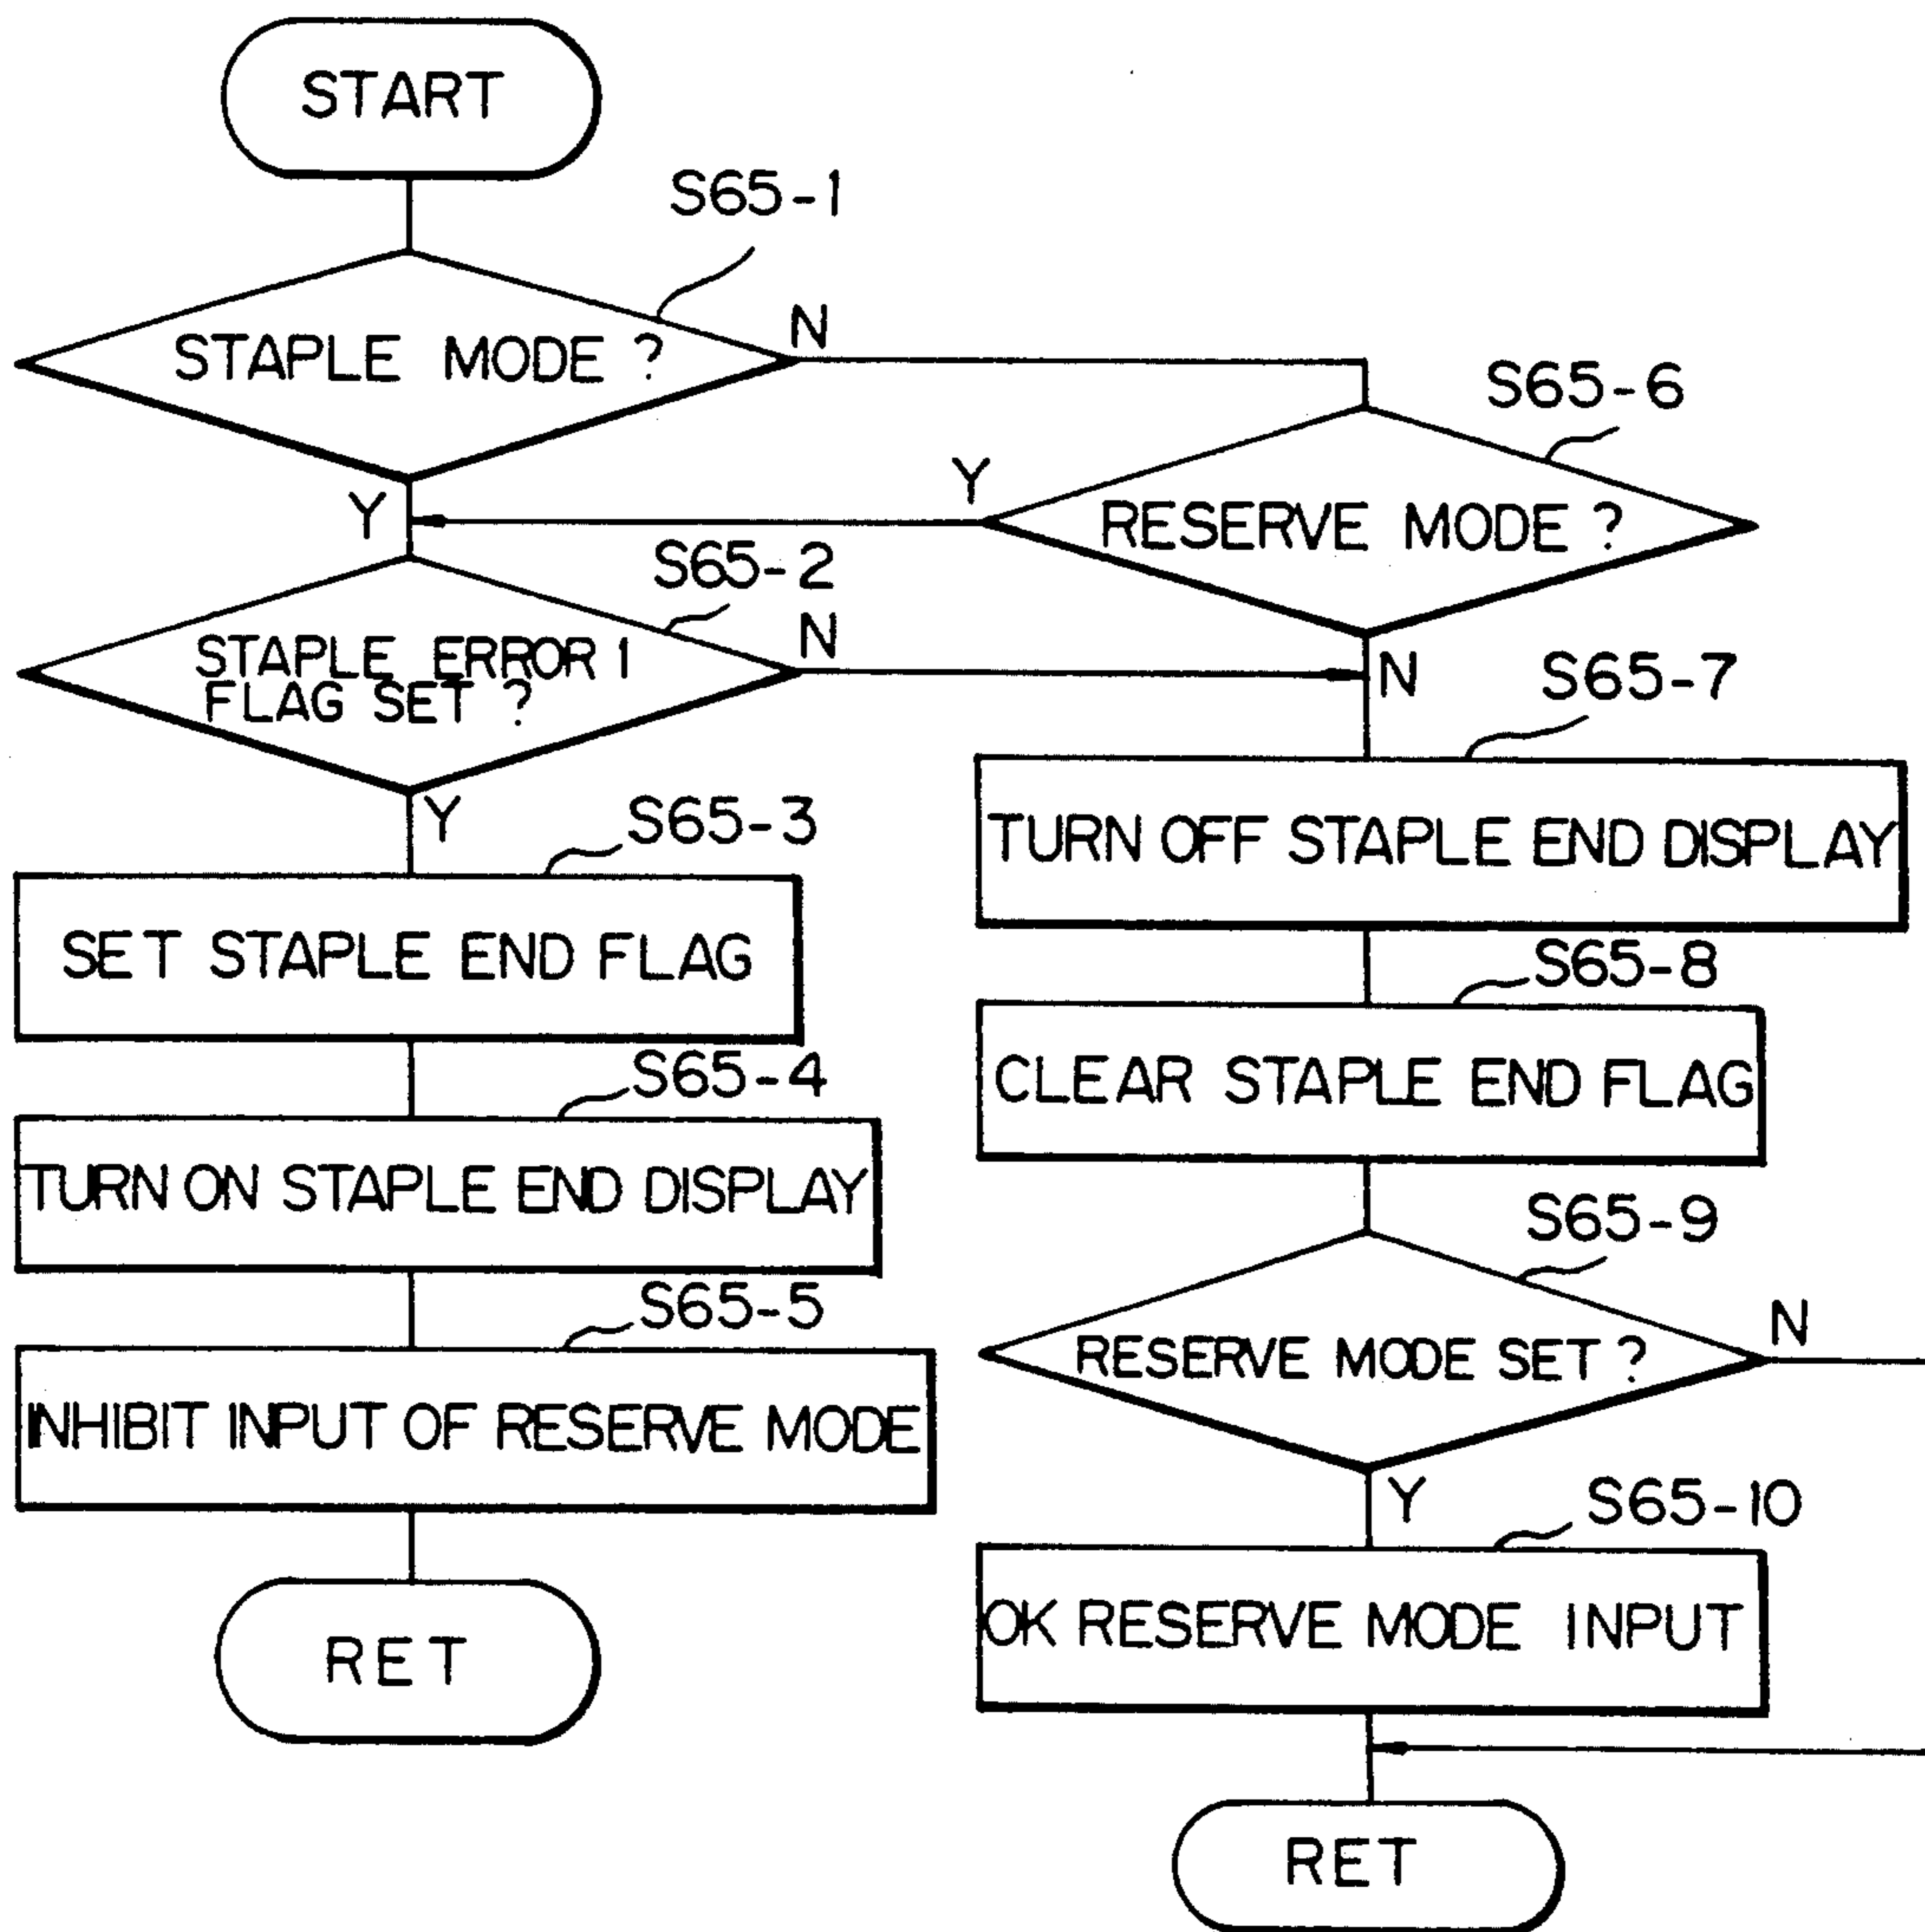 START
S65-1
STAPLE MODE ?
N
S65-6
Y
RESERVE MODE ?
Y
S65-2
STAPLE ERROR 1
FLAG SET ?
N
N
S65-7
TURN OFF STAPLE END DISPLAY
Y
S65-3
SET STAPLE END FLAG
S65-8
CLEAR STAPLE END FLAG
S65-4
TURN ON STAPLE END DISPLAY
S65-9
RESERVE MODE SET ?
N
S65-5
INHIBIT INPUT OF RESERVE MODE
Y
S65-10
OK RESERVE MODE INPUT
RET
RET